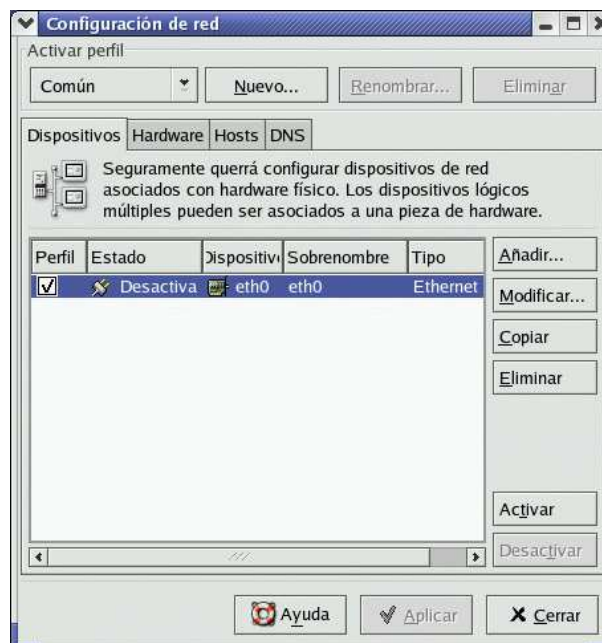 Configuración de red
Activar perfil
Común Nuevo... Renombrar... Eliminar
Dispositivos Hardware Hosts DNS
Seguramente querrá configurar dispositivos de red
asociados con hardware físico. Los dispositivos lógicos
múltiples pueden ser asociados a una pieza de hardware.
Perfil Estado Dispositivo Sobrenombre Tipo
Desactiva eth0 eth0 Ethernet
Añadir...
Modificar...
Copiar
Eliminar
Activar
Desactivar
Ayuda Aplicar Cerrar